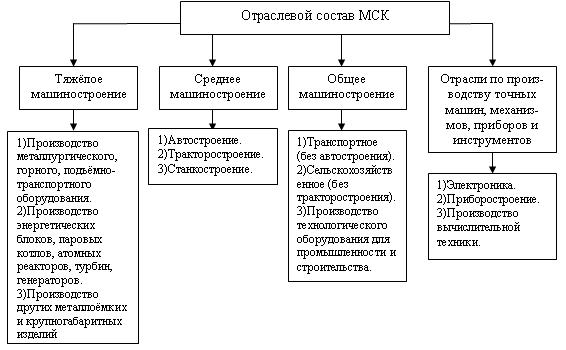 Отраслевой состав МСК
Тяжёлое
машиностроение
1)Производство
металлургического,
горного, подъёмно-
транспортного
оборудования.
2)Производство
энергетических
блоков, паровых
котлов, атомных
реакторов, турбин,
генераторов.
3)Производство
других металлоёмких
и крупногабаритных
изделий
Среднее
машиностроение
1)Автостроение.
2)Тракторостроение.
3)Станкостроение.
Общее
машиностроение
1)Транспортное
(без автостроения).
2)Сельскохозяйств
енное (без
тракторостроения).
3)Производство
технологического
оборудования для
промышленности и
строительства.
Отрасли по произ-
водству точных
машин, механиз-
мов, приборов и
инструментов
1)Электроника.
2)Приборостроение.
3)Производство
вычислительной
техники.